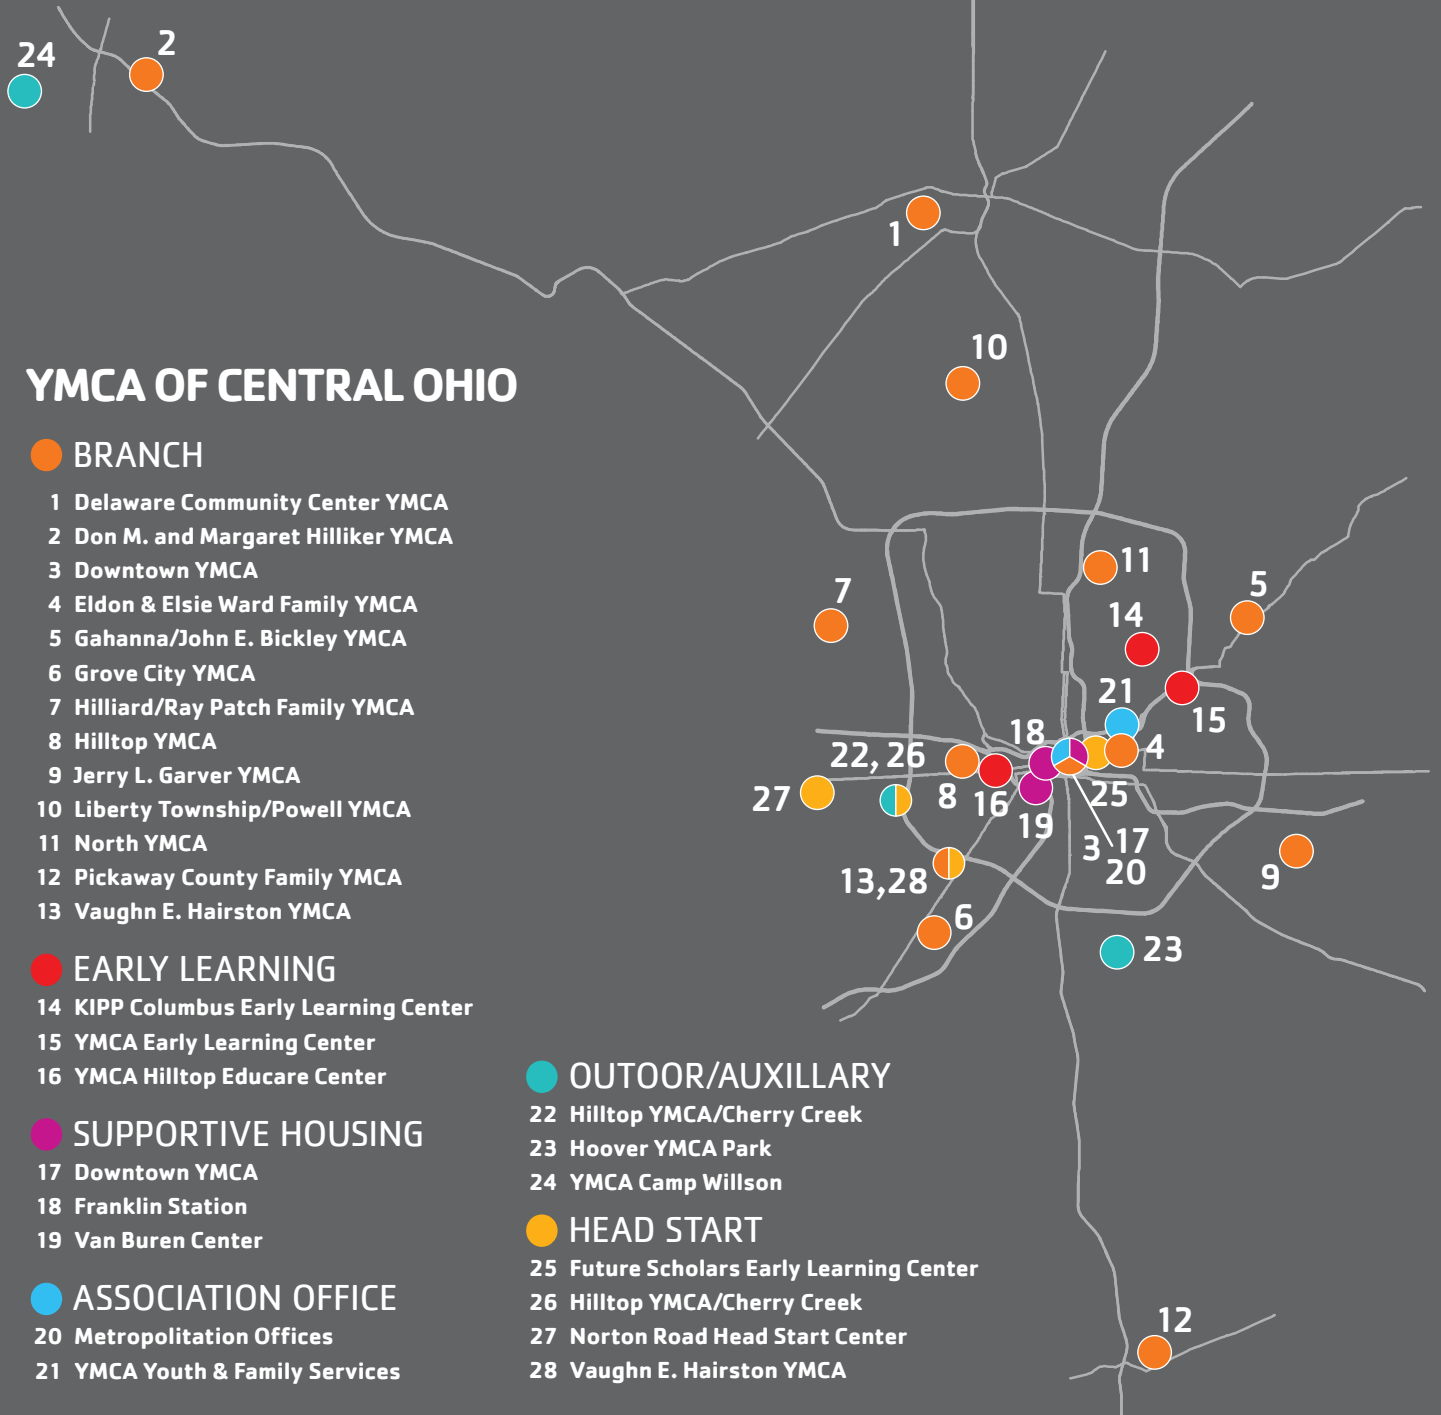 24
2
1
10
YMCA OF CENTRAL OHIO
BRANCH
1 Delaware Community Center YMCA
2 Don M. and Margaret Hilliker YMCA
3 Downtown YMCA
4 Eldon & Elsie Ward Family YMCA
5 Gahanna/John E. Bickley YMCA
6 Grove City YMCA
7 Hilliard/Ray Patch Family YMCA
8 Hilltop YMCA
9 Jerry L. Garver YMCA
10 Liberty Township/Powell YMCA
11 North YMCA
12 Pickaway County Family YMCA
13 Vaughn E. Hairston YMCA
EARLY LEARNING
14 KIPP Columbus Early Learning Center
15 YMCA Early Learning Center
16 YMCA Hilltop Educare Center
SUPPORTIVE HOUSING
17 Downtown YMCA
18 Franklin Station
19 Van Buren Center
ASSOCIATION OFFICE
20 Metropolitation Offices
21 YMCA Youth & Family Services
OUTOOR/AUXILLARY
22 Hilltop YMCA/Cherry Creek
23 Hoover YMCA Park
24 YMCA Camp Willson
HEAD START
25 Future Scholars Early Learning Center
26 Hilltop YMCA/Cherry Creek
27 Norton Road Head Start Center
28 Vaughn E. Hairston YMCA
11
7
5
14
21
15
18
4
22, 26
27
8
16
25
19
3 17
20
13,28
9
6
23
12